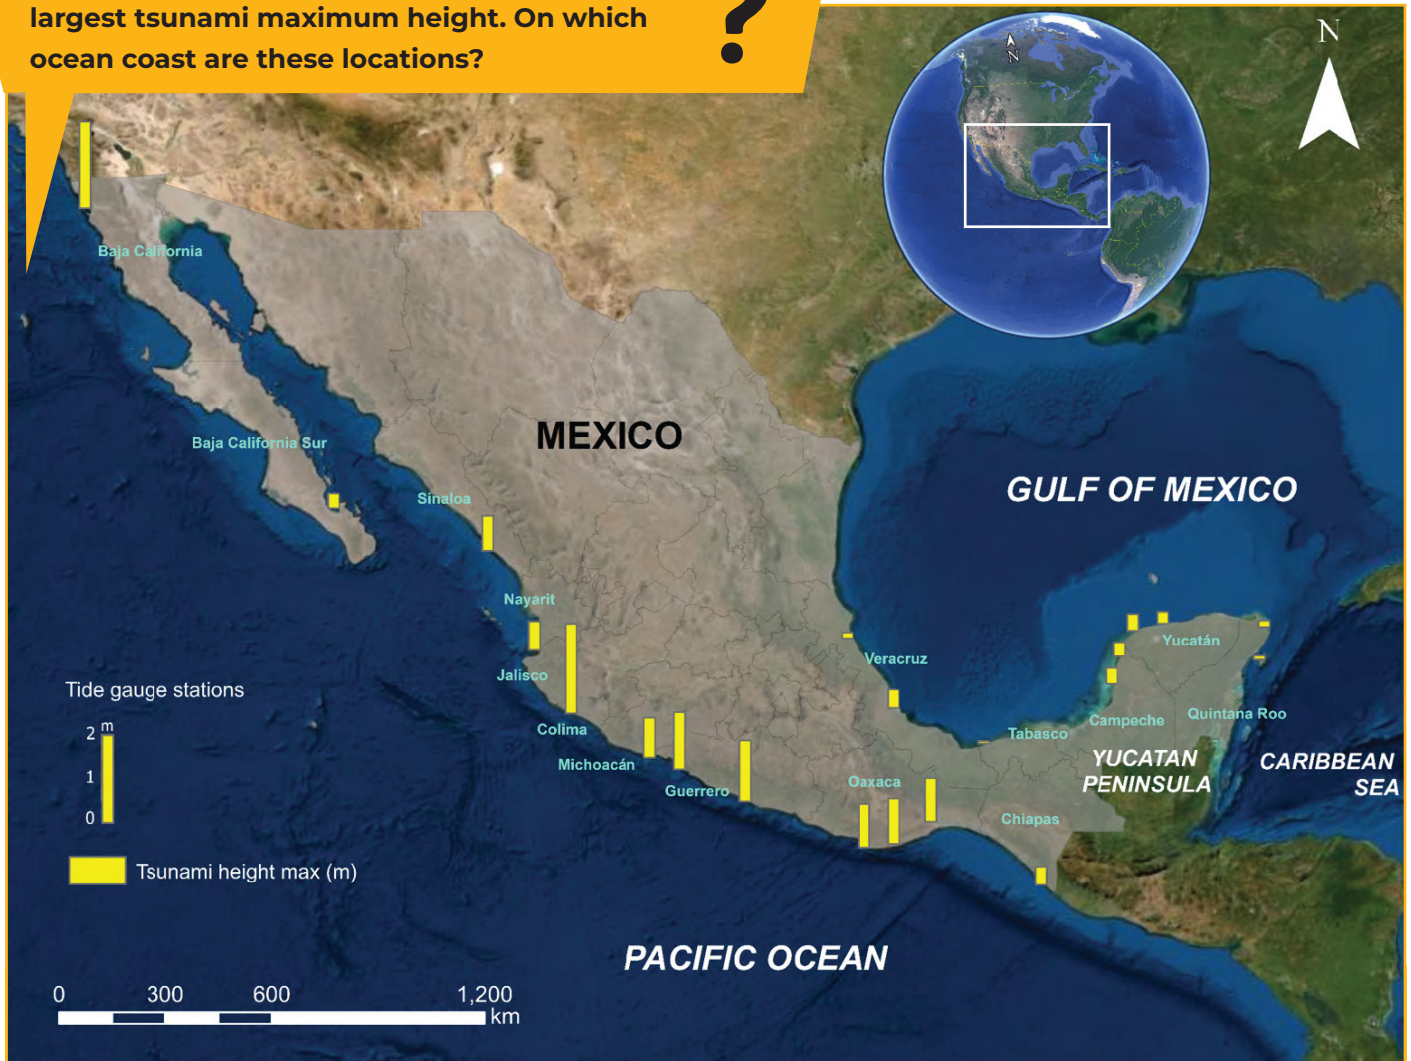 largest tsunami maximum height. On which
ocean coast are these locations?
?
N
N
Baja California
Baja California Sur
MEXICO
Sinaloa
GULF OF MEXICO
Nayarit
Yucatán
Veracruz
Jalisco
Tide gauge stations
m
2
1
0
Colima
Quintana Roo
Campeche
Tabasco
Michoacán
YUCATAN
PENINSULA
CARIBBEAN
SEA
Oaxaca
Guerrero
Chiapas
Tsunami height max (m)
PACIFIC OCEAN
0 300 600 1,200
km